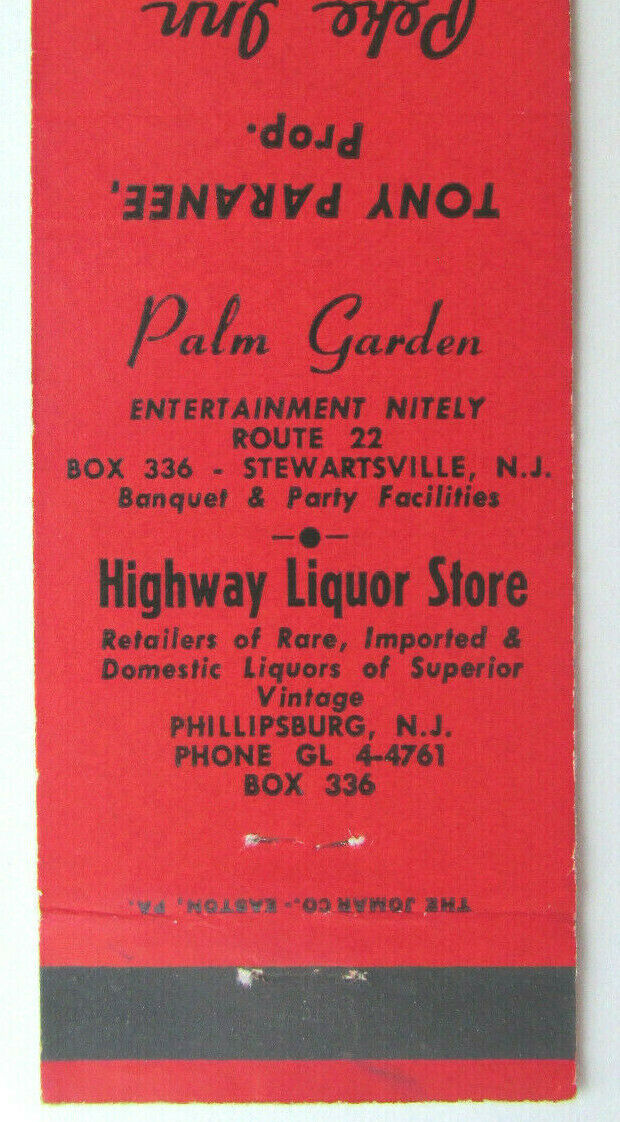 Peke Inn
Prop.
TONY PARANEE,
Palm Garden
ENTERTAINMENT NITELY
ROUTE 22
BOX 336 - STEWARTSVILLE, N.J.
Banquet & Party Facilities
Highway Liquor Store
Retailers of Rare, Imported &
Domestic Liquors of Superior
Vintage
PHILLIPSBURG, N.J.
PHONE GL 4-4761
BOX 336
THE JOMAR CO. - EASTON, PA.